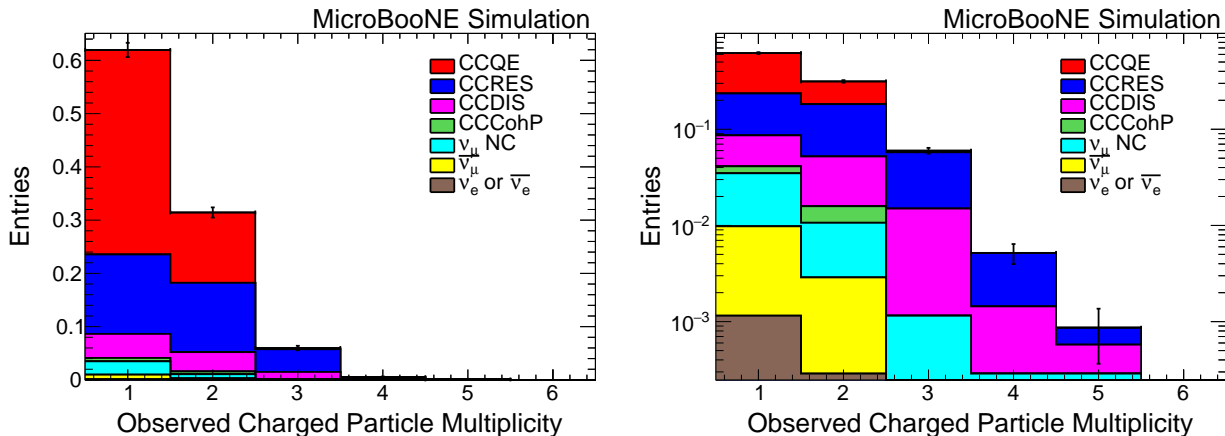 MicroBooNE Simulation
Entries
0.6
0.5
0.4
0.3
0.2
0.1
0
CCQE
CCRES
CCDIS
CCCohP
ν_μ NC
ν̅_μ
ν_e or ν̅_e
1 2 3 4 5 6
Observed Charged Particle Multiplicity
MicroBooNE Simulation
Entries
10⁻¹
10⁻²
10⁻³
CCQE
CCRES
CCDIS
CCCohP
ν_μ NC
ν̅_μ
ν_e or ν̅_e
1 2 3 4 5 6
Observed Charged Particle Multiplicity